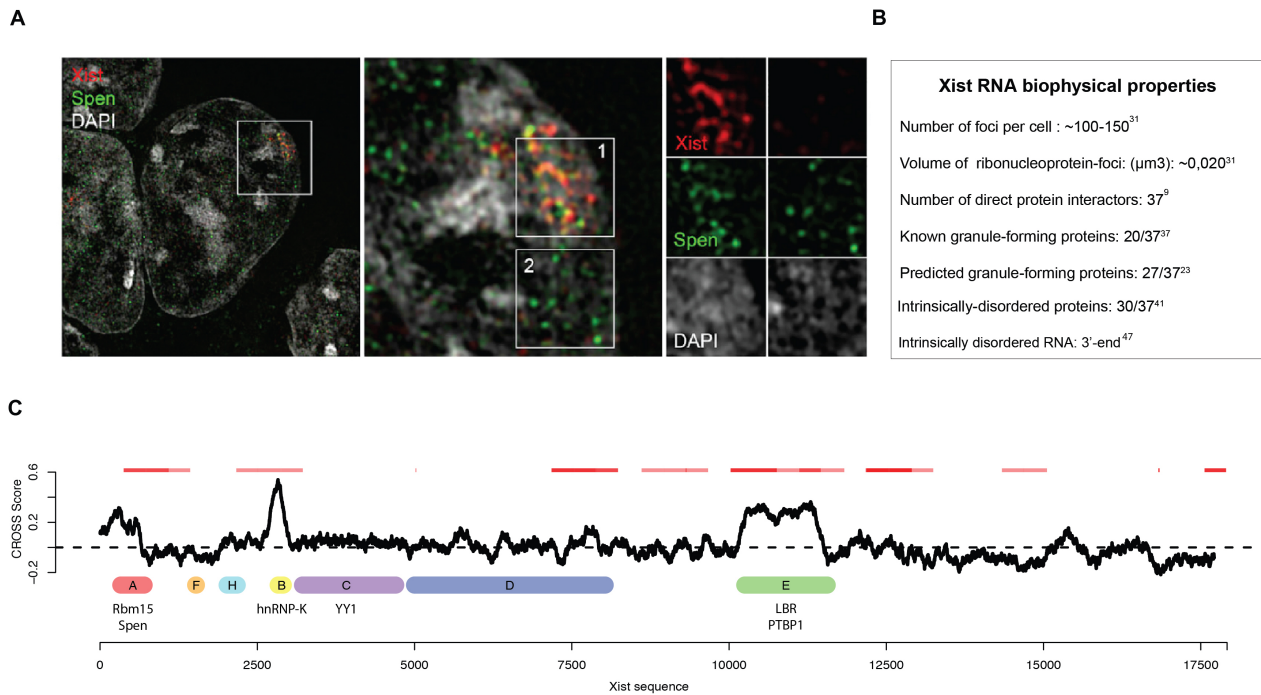 A
B
Xist
Spen
DAPI
1
2
Xist
Spen
DAPI
Xist RNA biophysical properties
Number of foci per cell : ~100-150³¹
Volume of ribonucleoprotein-foci: (µm3): ~0,020³¹
Number of direct protein interactors: 37⁹
Known granule-forming proteins: 20/37³⁷
Predicted granule-forming proteins: 27/37²³
Intrinsically-disordered proteins: 30/37⁴¹
Intrinsically disordered RNA: 3'-end⁴⁷
C
CROSS Score
0.6
0.2
−0.2
A F H B C D E
Rbm15 hnRNP-K YY1 LBR
Spen PTBP1
0 2500 5000 7500 10000 12500 15000 17500
Xist sequence